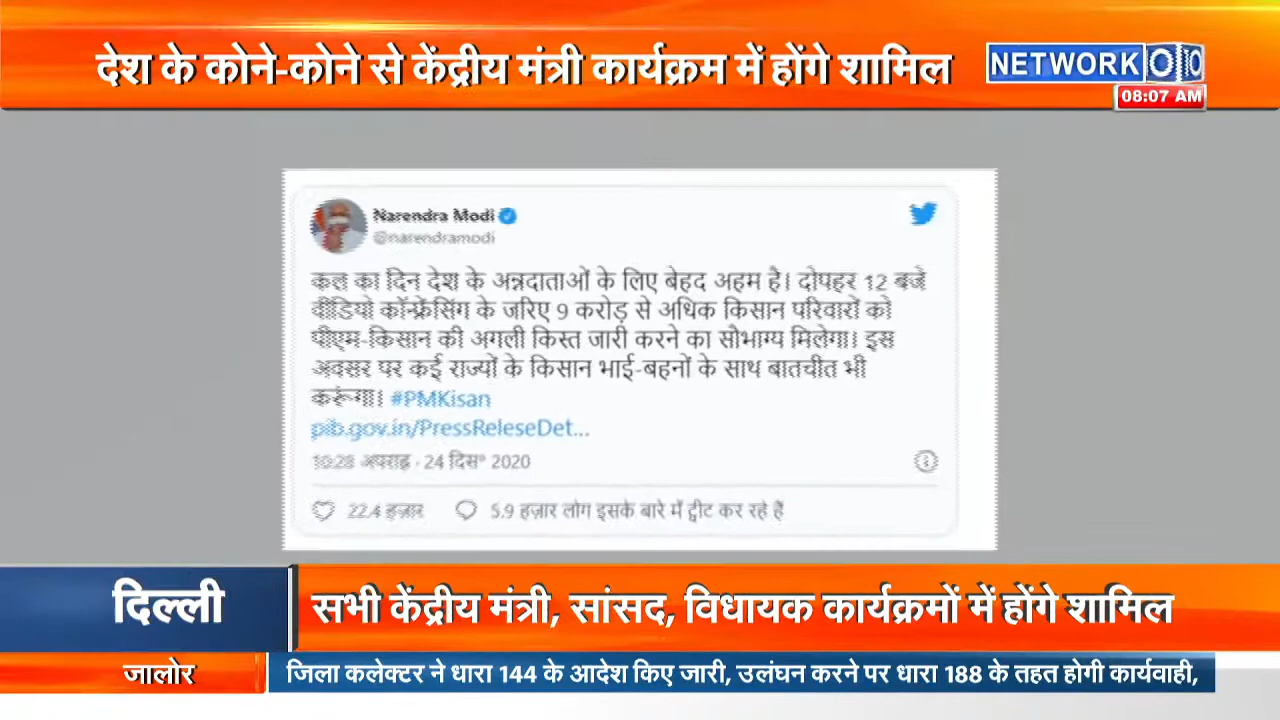 देश के कोने-कोने से केंद्रीय मंत्री कार्यक्रम में होंगे शामिल
NETWORK 10
08:07 AM
Narendra Modi
@narendramodi
कल का दिन देश के अन्नदाताओं के लिए बेहद अहम है। दोपहर 12 बजे
वीडियो कॉन्फ्रेंसिंग के जरिए 9 करोड़ से अधिक किसान परिवारों को
पीएम-किसान की अगली किस्त जारी करने का सौभाग्य मिलेगा। इस
अवसर पर कई राज्यों के किसान भाई-बहनों के साथ बातचीत भी
करूंगा। #PMKisan
pib.gov.in/PressReleseDet...
10:28 अपराह्न · 24 दिस॰ 2020
22.4 हज़ार 5.9 हज़ार लोग इसके बारे में ट्वीट कर रहे हैं
दिल्ली
सभी केंद्रीय मंत्री, सांसद, विधायक कार्यक्रमों में होंगे शामिल
जालोर
जिला कलेक्टर ने धारा 144 के आदेश किए जारी, उलंघन करने पर धारा 188 के तहत होगी कार्यवाही,